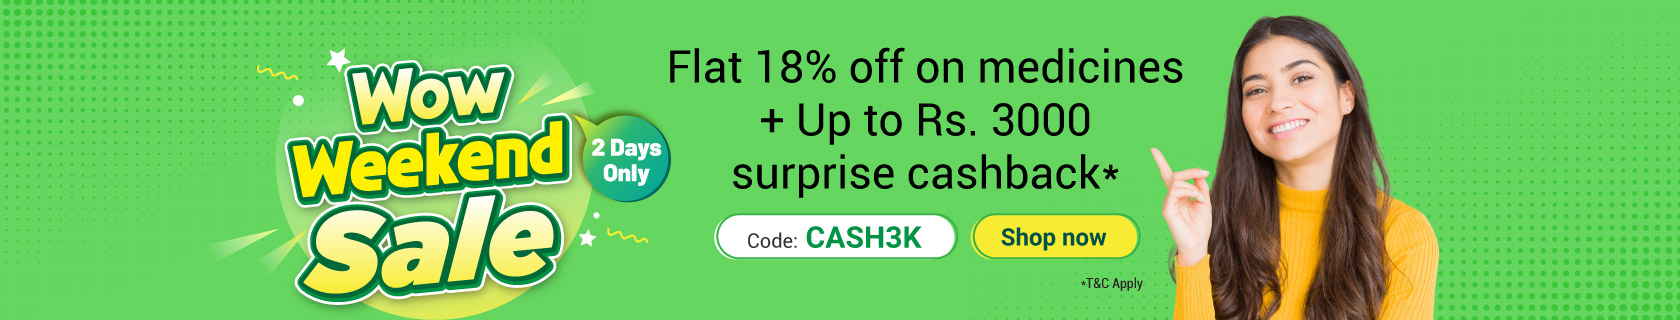 Wow
Weekend
Sale
2 Days
Only
Flat 18% off on medicines
+ Up to Rs. 3000
surprise cashback*
Code: CASH3K
Shop now
*T&C Apply